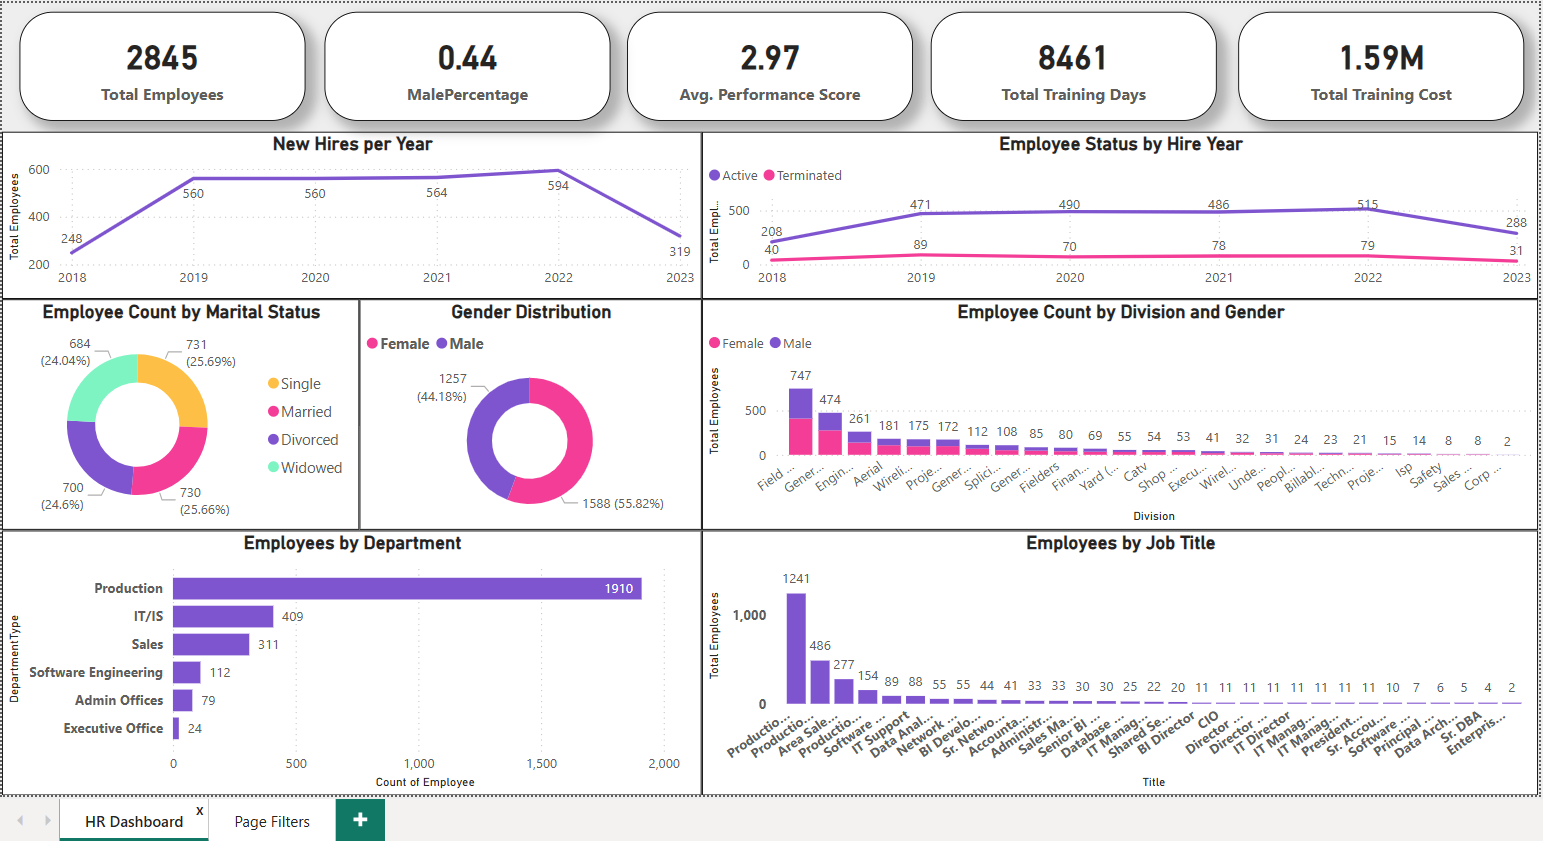 2845
Total Employees
0.44
MalePercentage
2.97
Avg. Performance Score
8461
Total Training Days
1.59M
Total Training Cost
New Hires per Year
Total Employees
600
400
200
248
560
560
564
594
319
2018 2019 2020 2021 2022 2023
Employee Status by Hire Year
Active Terminated
Total Empl...
500
0
208
471
490
486
515
288
40
89
70
78
79
31
2018 2019 2020 2021 2022 2023
Employee Count by Marital Status
684
(24.04%)
731
(25.69%)
700
(24.6%)
730
(25.66%)
Single
Married
Divorced
Widowed
Gender Distribution
Female Male
1257
(44.18%)
1588 (55.82%)
Employee Count by Division and Gender
Female Male
Total Employees
500
0
747 474 261 181 175 172 112 108 85 80 69 55 54 53 41 32 31 24 23 21 15 14 8 8 2
Field ... Gener... Engin... Aerial Wireli... Proje... Gener... Splici... Gener... Fielders Finan... Yard (... Catv Shop ... Execu... Wirel... Unde... Peopl... Billabl... Techn... Proje... Isp Safety Sales ... Corp ...
Division
Employees by Department
DepartmentType
Production 1910
IT/IS 409
Sales 311
Software Engineering 112
Admin Offices 79
Executive Office 24
0 500 1,000 1,500 2,000
Count of Employee
Employees by Job Title
Total Employees
1,000
0
1241 486 277 154 89 88 55 55 44 41 33 33 30 30 25 22 20 11 11 11 11 11 11 11 11 10 7 6 5 4 2
Productio... Productio... Area Sale... Productio... Software ... IT Support Data Anal... Network ... BI Develo... Sr. Netwo... Accounta... Administr... Sales Ma... Senior BI ... Database ... IT Manag... Shared Se... BI Director CIO Director ... Director ... IT Director IT Manag... IT Manag... President... Sr. Accou... Software ... Principal ... Data Arch... Sr. DBA Enterpris...
Title
HR Dashboard x
Page Filters
+